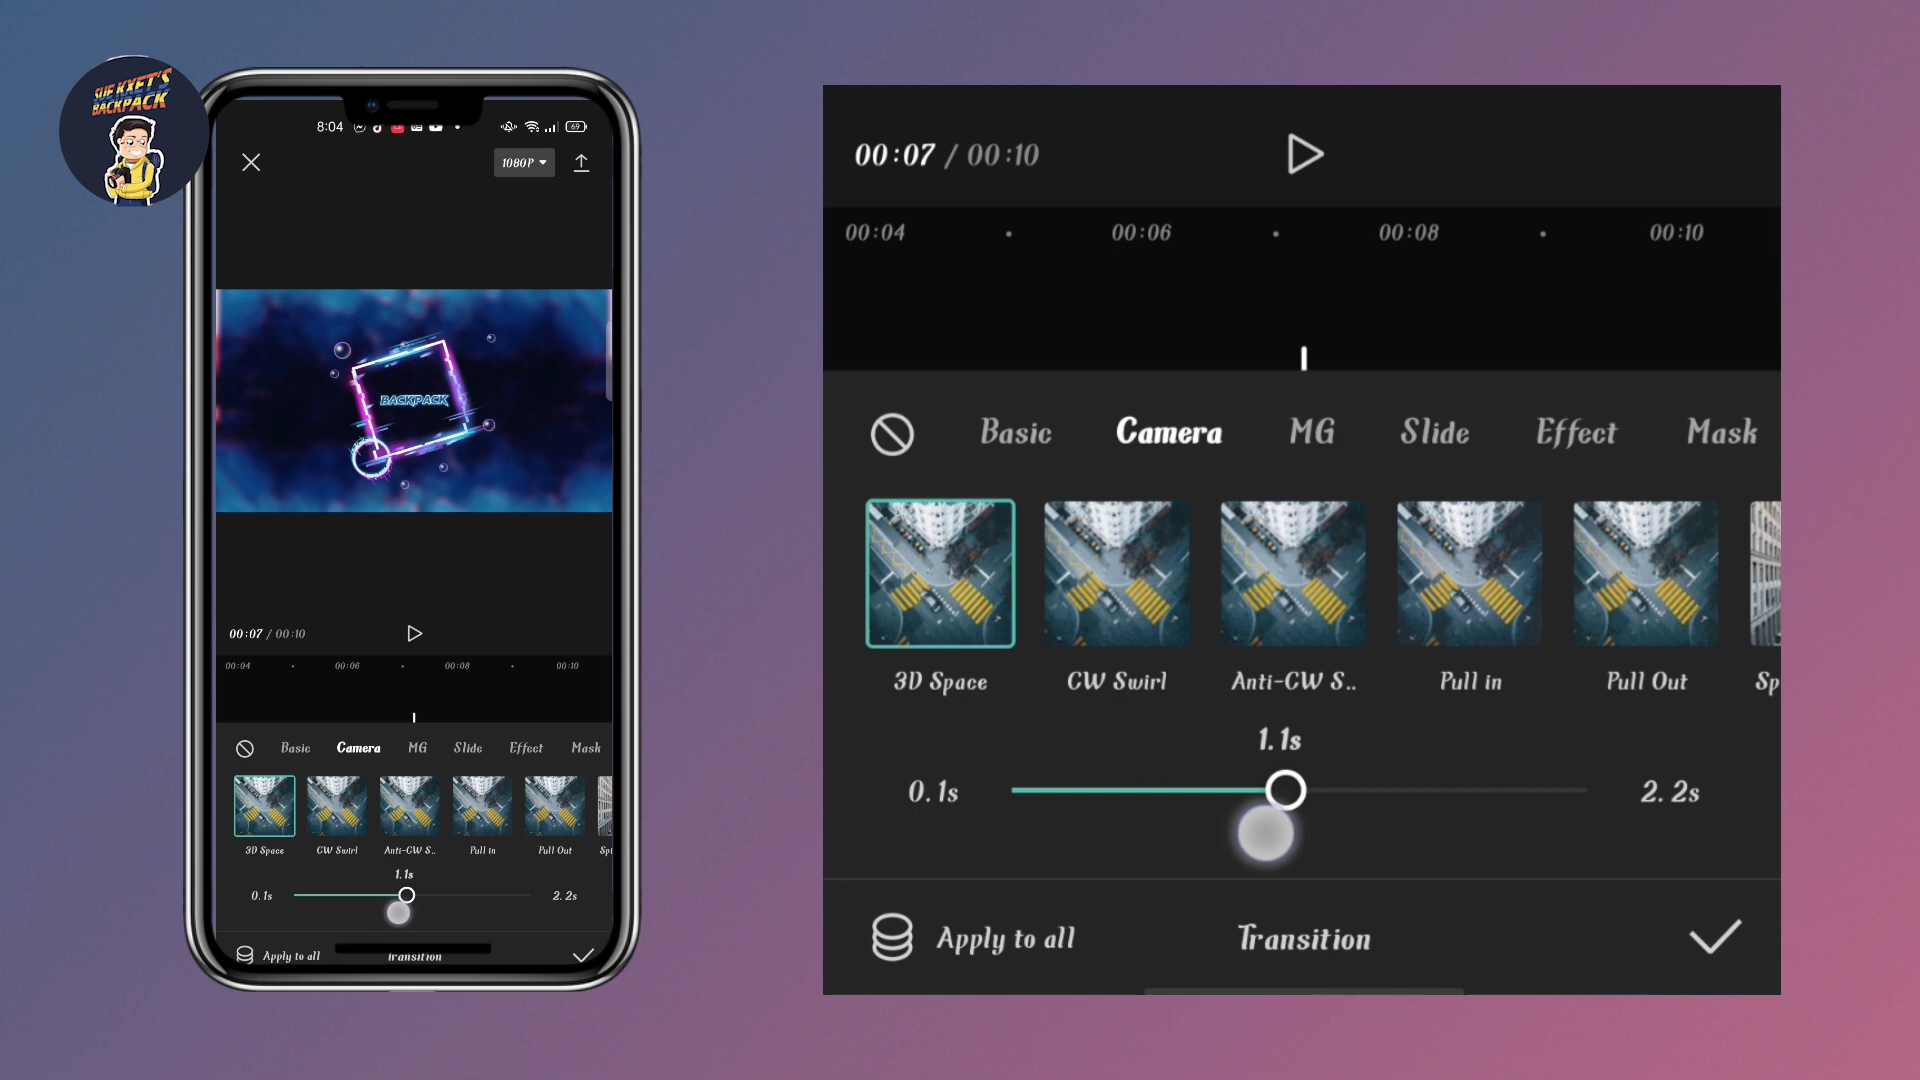 SUE KXET'S
BACKPACK
8:04
69
1080P
BACKPACK
00:07 / 00:10
00:04 00:06 00:08 00:10
Basic Camera MG Slide Effect Mask
3D Space CW Swirl Anti-CW S.. Pull in Pull Out Sp
1.1s
0.1s 2.2s
Apply to all Transition
00:07 / 00:10
00:04 00:06 00:08 00:10
Basic Camera MG Slide Effect Mask
3D Space CW Swirl Anti-CW S.. Pull in Pull Out Sp
1.1s
0.1s 2.2s
Apply to all Transition